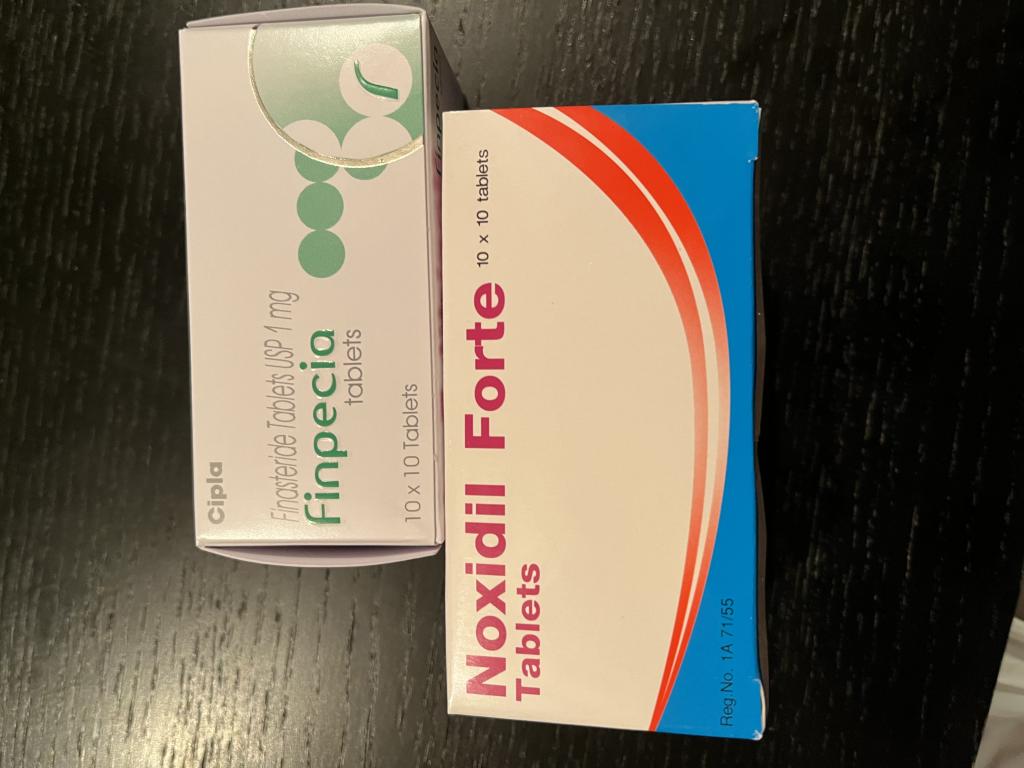 Cipla
Finasteride Tablets USP 1 mg
Finpecia
tablets
10 x 10 Tablets
Noxidil Forte 10 x 10 tablets
Tablets
Reg.No. 1A 71/55